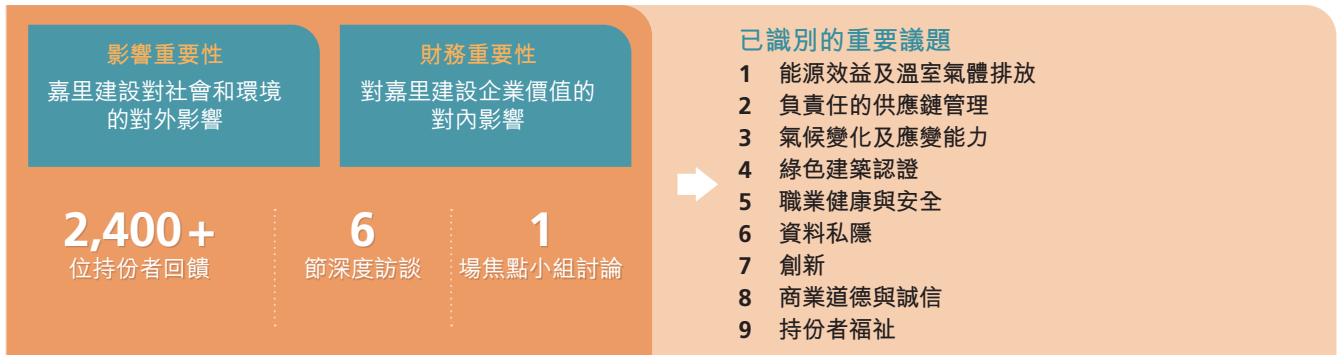 影響重要性
嘉里建設對社會和環境
的對外影響
財務重要性
對嘉里建設企業價值的
對內影響
2,400+
位持份者回饋
6
節深度訪談
1
場焦點小組討論
已識別的重要議題
1 能源效益及溫室氣體排放
2 負責任的供應鏈管理
3 氣候變化及應變能力
4 綠色建築認證
5 職業健康與安全
6 資料私隱
7 創新
8 商業道德與誠信
9 持份者福祉